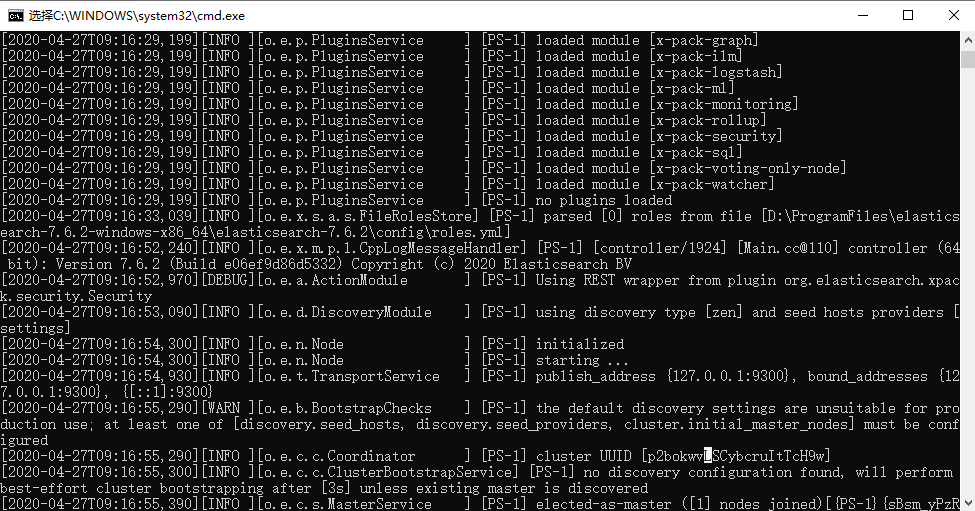 选择C:\WINDOWS\system32\cmd.exe
[2020-04-27T09:16:29,199][INFO ][o.e.p.PluginsService     ] [PS-1] loaded module [x-pack-graph]
[2020-04-27T09:16:29,199][INFO ][o.e.p.PluginsService     ] [PS-1] loaded module [x-pack-ilm]
[2020-04-27T09:16:29,199][INFO ][o.e.p.PluginsService     ] [PS-1] loaded module [x-pack-logstash]
[2020-04-27T09:16:29,199][INFO ][o.e.p.PluginsService     ] [PS-1] loaded module [x-pack-ml]
[2020-04-27T09:16:29,199][INFO ][o.e.p.PluginsService     ] [PS-1] loaded module [x-pack-monitoring]
[2020-04-27T09:16:29,199][INFO ][o.e.p.PluginsService     ] [PS-1] loaded module [x-pack-rollup]
[2020-04-27T09:16:29,199][INFO ][o.e.p.PluginsService     ] [PS-1] loaded module [x-pack-security]
[2020-04-27T09:16:29,199][INFO ][o.e.p.PluginsService     ] [PS-1] loaded module [x-pack-sql]
[2020-04-27T09:16:29,199][INFO ][o.e.p.PluginsService     ] [PS-1] loaded module [x-pack-voting-only-node]
[2020-04-27T09:16:29,199][INFO ][o.e.p.PluginsService     ] [PS-1] loaded module [x-pack-watcher]
[2020-04-27T09:16:29,199][INFO ][o.e.p.PluginsService     ] [PS-1] no plugins loaded
[2020-04-27T09:16:33,039][INFO ][o.e.x.s.a.s.FileRolesStore] [PS-1] parsed [0] roles from file [D:\ProgramFiles\elastics
earch-7.6.2-windows-x86_64\elasticsearch-7.6.2\config\roles.yml]
[2020-04-27T09:16:52,240][INFO ][o.e.x.m.p.l.CppLogMessageHandler] [PS-1] [controller/1924] [Main.cc@110] controller (64
 bit): Version 7.6.2 (Build e06ef9d86d5332) Copyright (c) 2020 Elasticsearch BV
[2020-04-27T09:16:52,970][DEBUG][o.e.a.ActionModule       ] [PS-1] Using REST wrapper from plugin org.elasticsearch.xpac
k.security.Security
[2020-04-27T09:16:53,090][INFO ][o.e.d.DiscoveryModule    ] [PS-1] using discovery type [zen] and seed hosts providers [
settings]
[2020-04-27T09:16:54,300][INFO ][o.e.n.Node               ] [PS-1] initialized
[2020-04-27T09:16:54,300][INFO ][o.e.n.Node               ] [PS-1] starting ...
[2020-04-27T09:16:54,930][INFO ][o.e.t.TransportService   ] [PS-1] publish_address {127.0.0.1:9300}, bound_addresses {12
7.0.0.1:9300}, {[::1]:9300}
[2020-04-27T09:16:55,290][WARN ][o.e.b.BootstrapChecks    ] [PS-1] the default discovery settings are unsuitable for pro
duction use; at least one of [discovery.seed_hosts, discovery.seed_providers, cluster.initial_master_nodes] must be conf
igured
[2020-04-27T09:16:55,290][INFO ][o.e.c.c.Coordinator      ] [PS-1] cluster UUID [p2bokwvLSCybcruItTcH9w]
[2020-04-27T09:16:55,300][INFO ][o.e.c.c.ClusterBootstrapService] [PS-1] no discovery configuration found, will perform
best-effort cluster bootstrapping after [3s] unless existing master is discovered
[2020-04-27T09:16:55,390][INFO ][o.e.c.s.MasterService    ] [PS-1] elected-as-master ([1] nodes joined)[{PS-1}{sBsm_yPzR